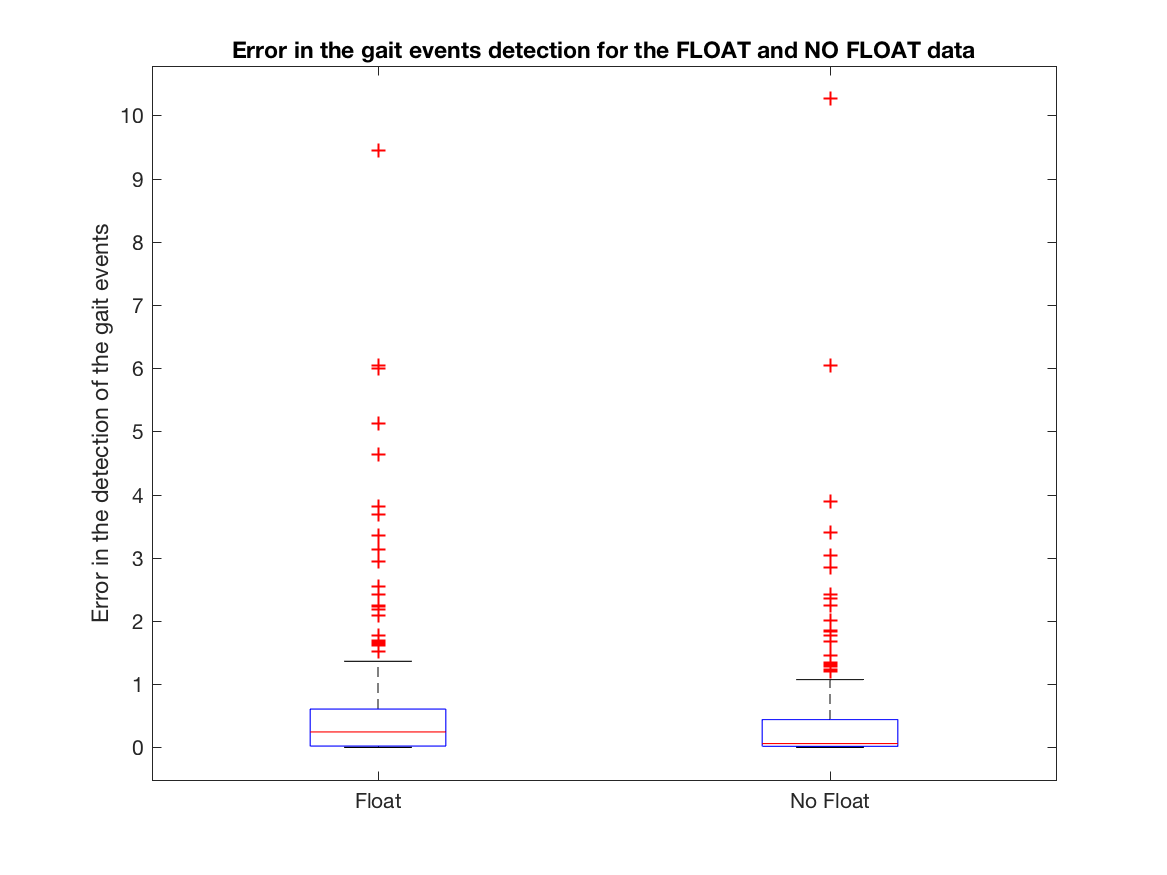 Error in the gait events detection for the FLOAT and NO FLOAT data
Error in the detection of the gait events
10
9
8
7
6
5
4
3
2
1
0
Float
No Float